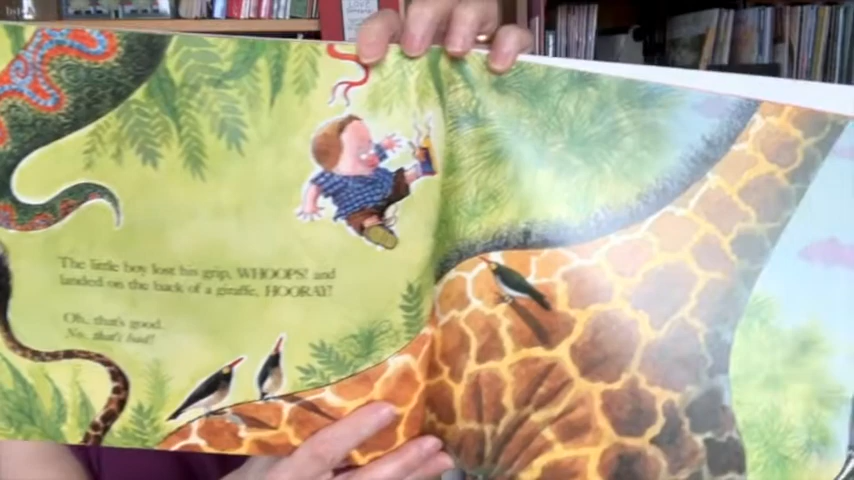 The little boy lost his grip, WHOOPS! and
landed on the back of a giraffe, HOORAY!
Oh, that's good.
No, that's bad!